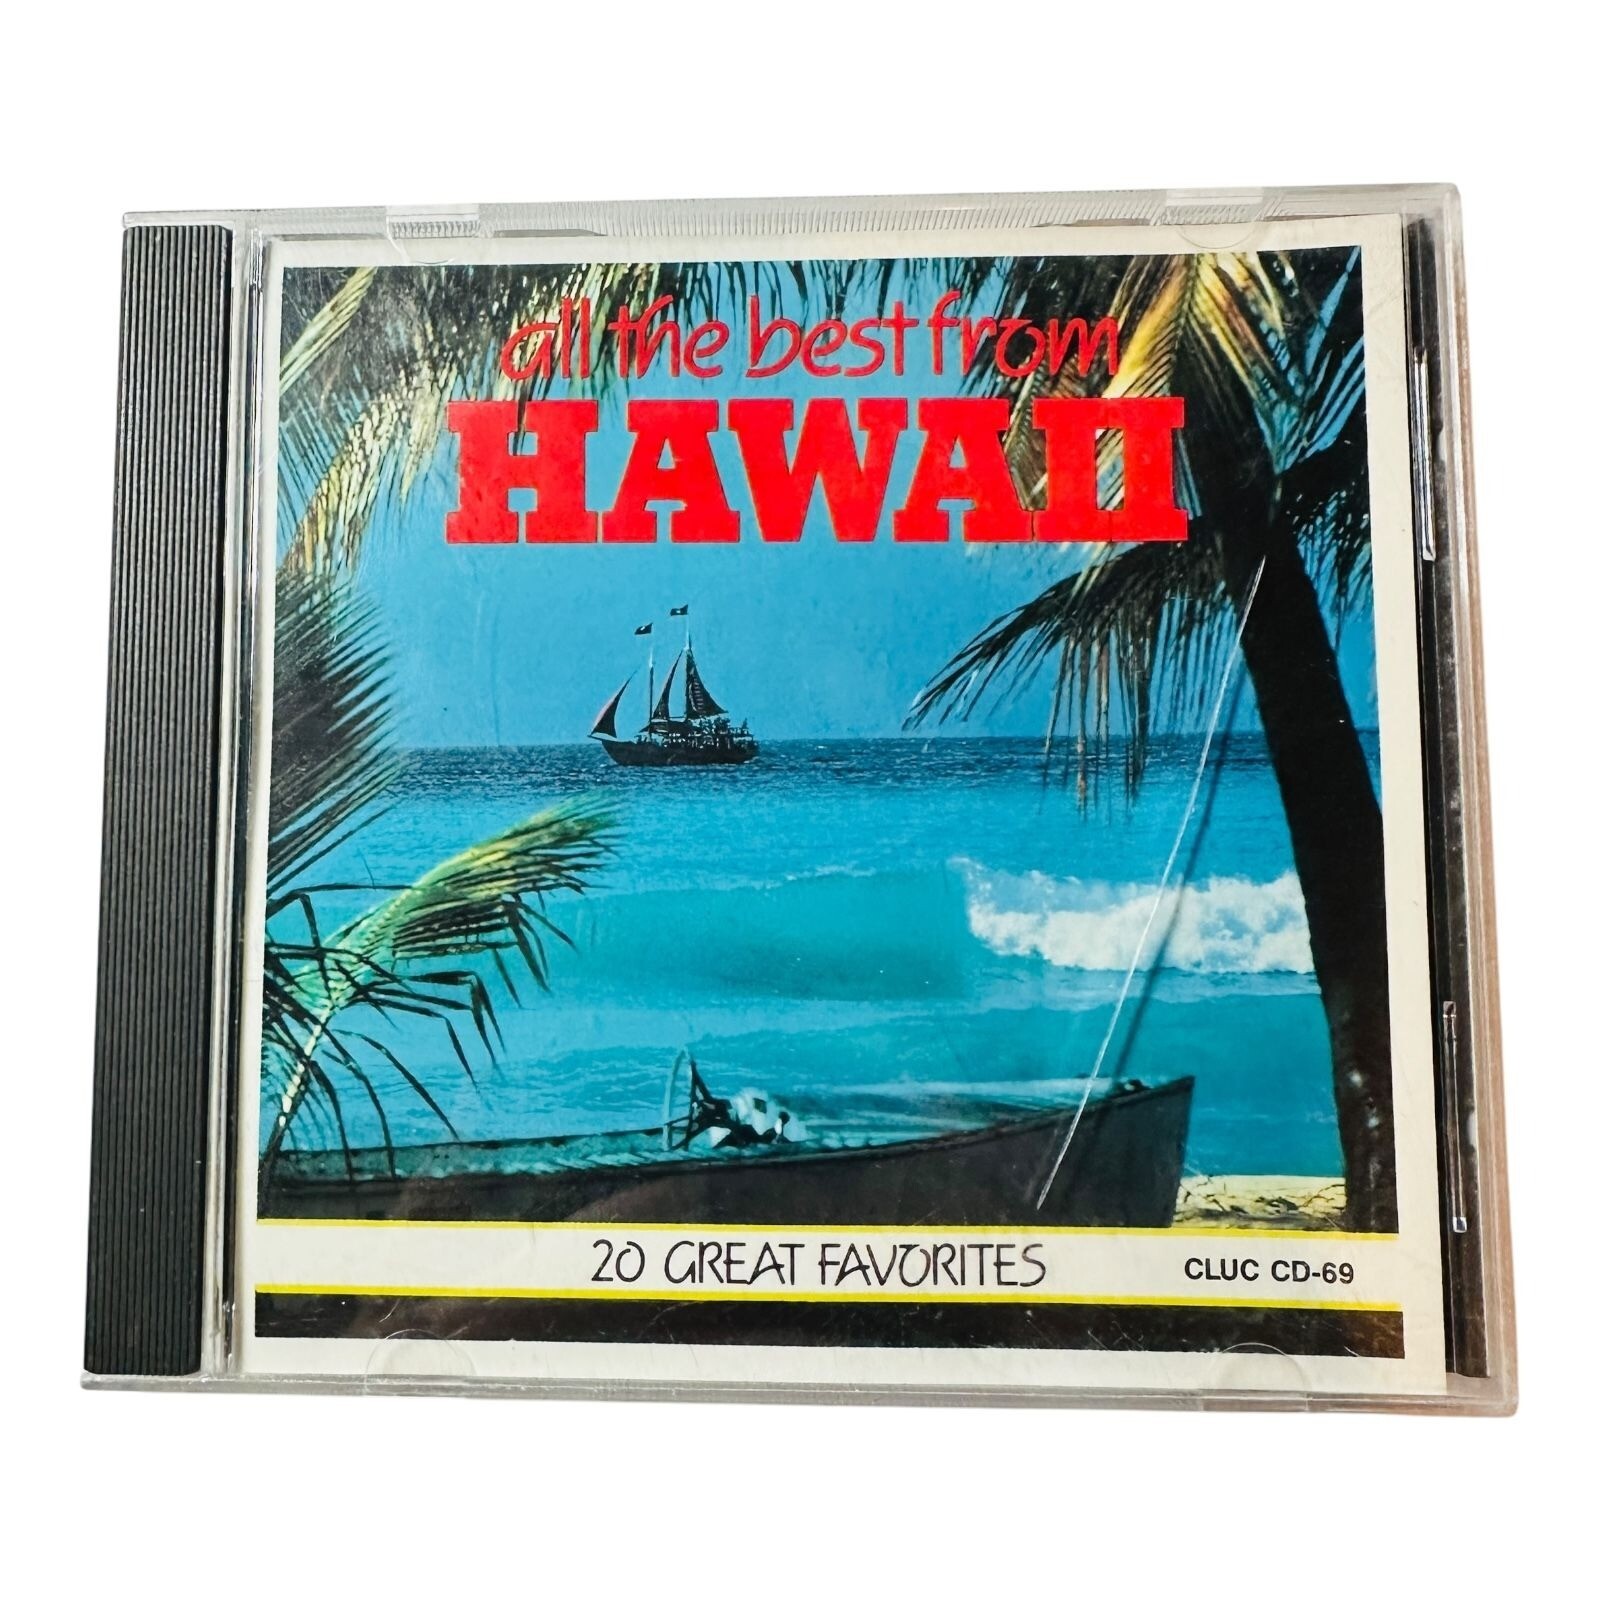 all the best from
HAWAII
20 GREAT FAVORITES
CLUC CD-69